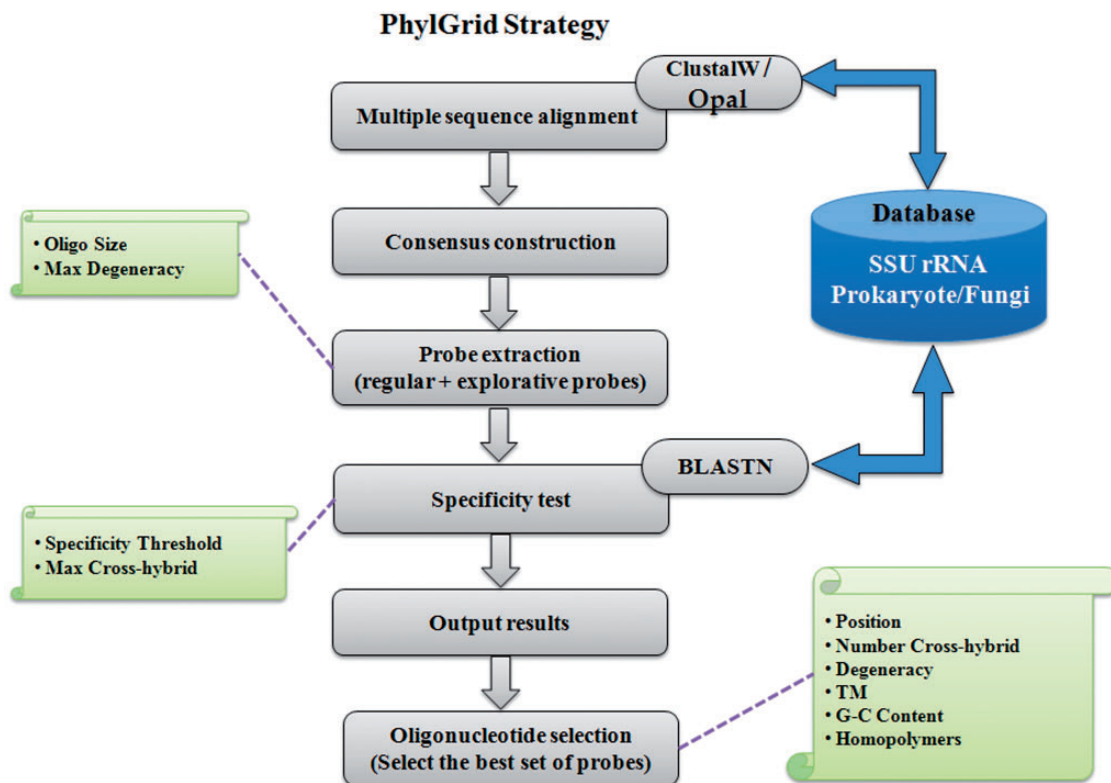 PhylGrid Strategy
ClustalW /
Opal
Multiple sequence alignment
Database
SSU rRNA
Prokaryote/Fungi
Consensus construction
• Oligo Size
• Max Degeneracy
Probe extraction
(regular + explorative probes)
BLASTN
Specificity test
• Specificity Threshold
• Max Cross-hybrid
Output results
Oligonucleotide selection
(Select the best set of probes)
• Position
• Number Cross-hybrid
• Degeneracy
• TM
• G-C Content
• Homopolymers